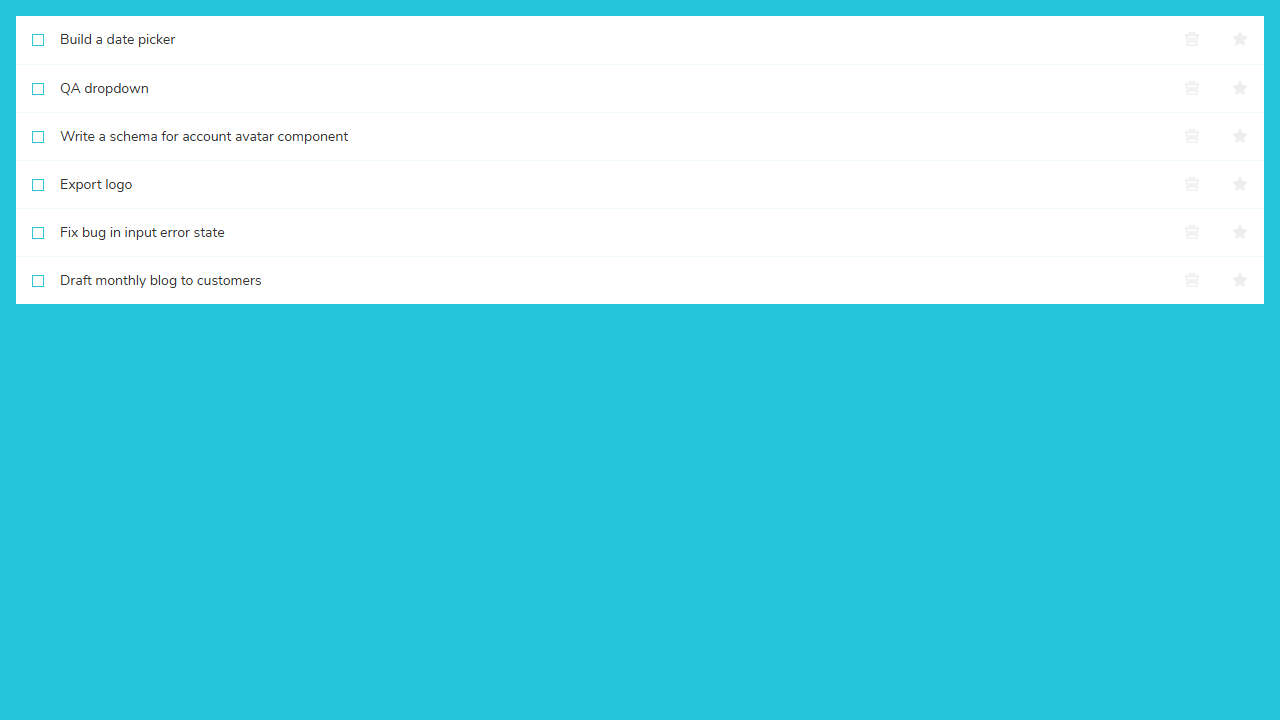 Build a date picker
QA dropdown
Write a schema for account avatar component
Export logo
Fix bug in input error state
Draft monthly blog to customers